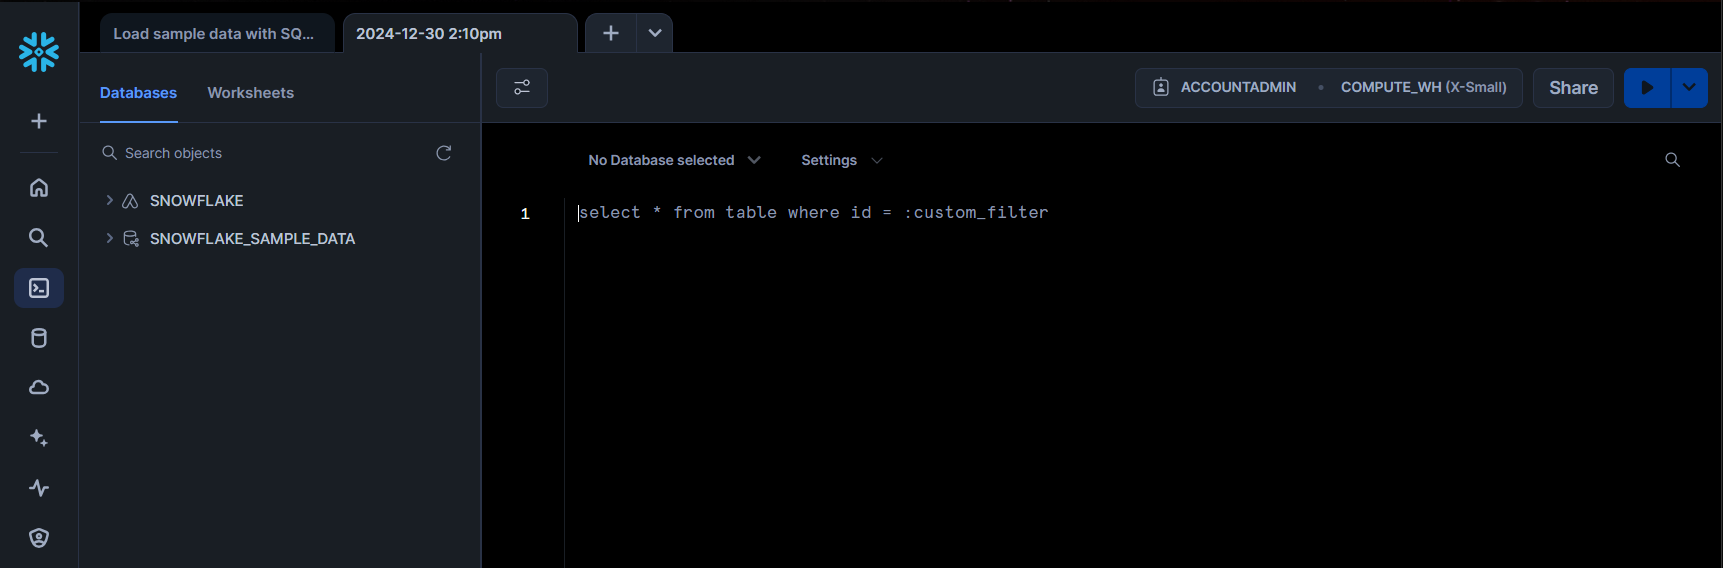 Load sample data with SQ...
2024-12-30 2:10pm
Databases
Worksheets
ACCOUNTADMIN • COMPUTE_WH (X-Small)
Share
Search objects
No Database selected
Settings
SNOWFLAKE
SNOWFLAKE_SAMPLE_DATA
1 select * from table where id = :custom_filter